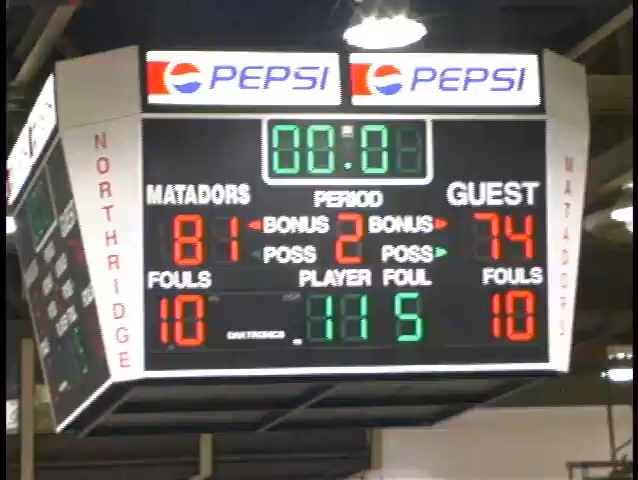 PEPSI PEPSI
00:0
MATADORS PERIOD GUEST
81 BONUS 2 BONUS 74
POSS POSS
FOULS PLAYER FOUL FOULS
10 11 5 10
DAKTRONICS
NORTHRIDGE
MATADORS